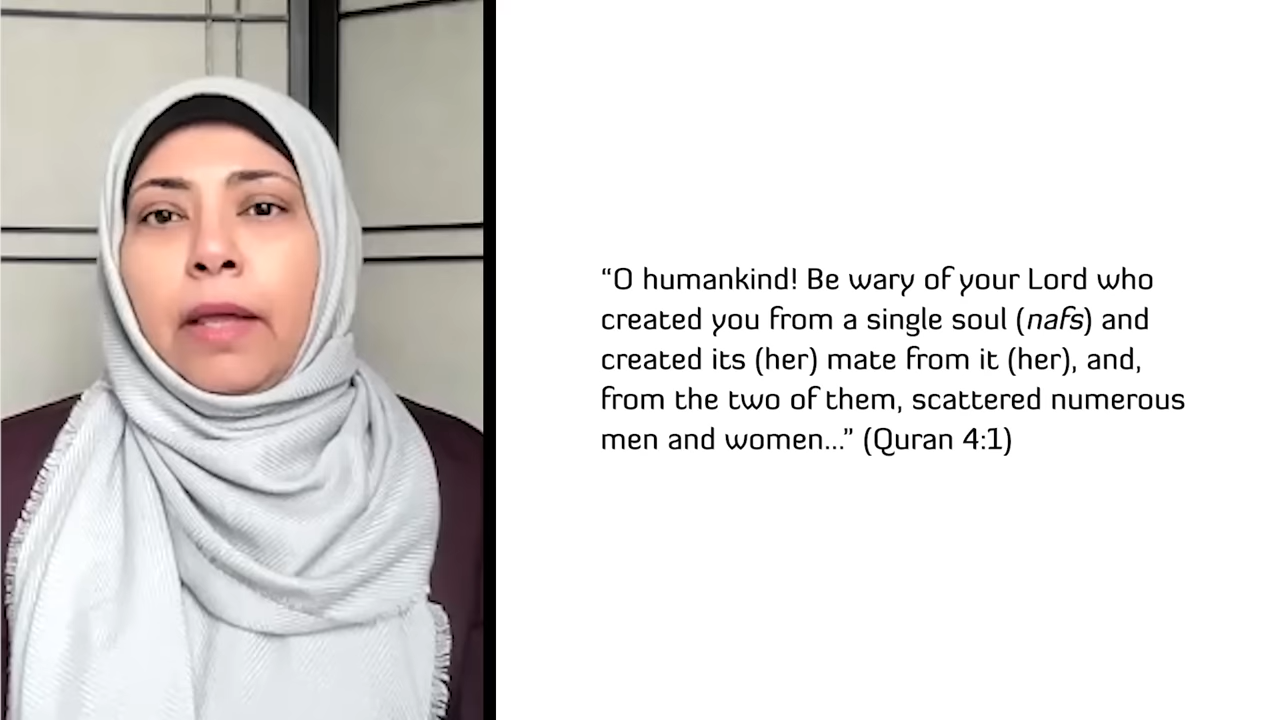 “O humankind! Be wary of your Lord who
created you from a single soul (nafs) and
created its (her) mate from it (her), and,
from the two of them, scattered numerous
men and women...” (Quran 4:1)